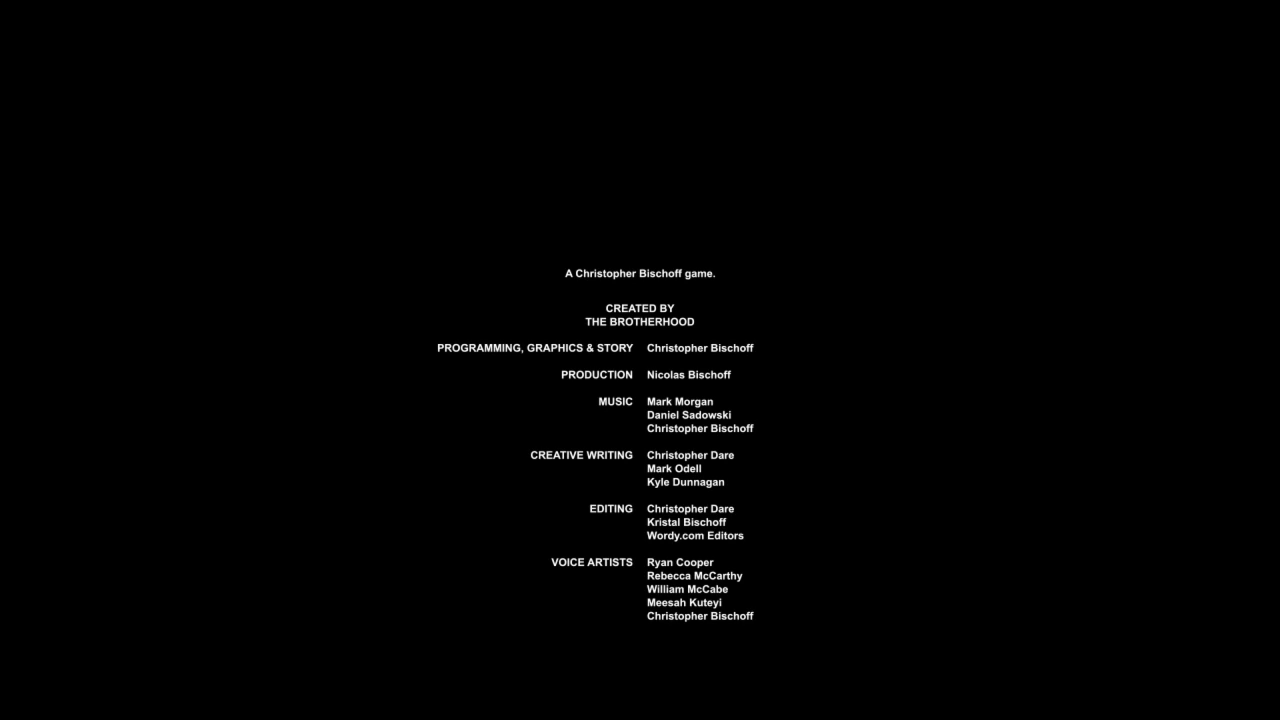 A Christopher Bischoff game.
CREATED BY
THE BROTHERHOOD
PROGRAMMING, GRAPHICS & STORY Christopher Bischoff
PRODUCTION Nicolas Bischoff
MUSIC Mark Morgan
Daniel Sadowski
Christopher Bischoff
CREATIVE WRITING Christopher Dare
Mark Odell
Kyle Dunnagan
EDITING Christopher Dare
Kristal Bischoff
Wordy.com Editors
VOICE ARTISTS Ryan Cooper
Rebecca McCarthy
William McCabe
Meesah Kuteyi
Christopher Bischoff